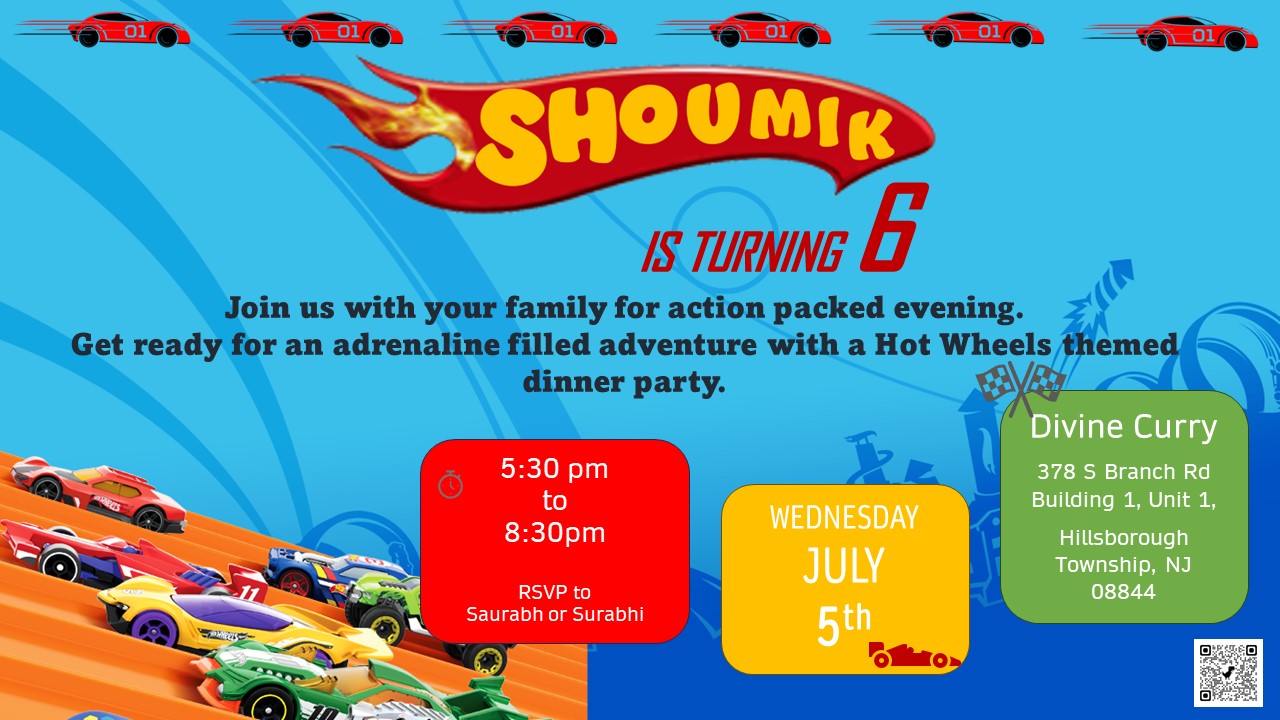 01 01 01 01 01 01
SHOUMIK
IS TURNING 6
Join us with your family for action packed evening.
Get ready for an adrenaline filled adventure with a Hot Wheels themed
dinner party.
5:30 pm
to
8:30pm
RSVP to
Saurabh or Surabhi
WEDNESDAY
JULY
5th
Divine Curry
378 S Branch Rd
Building 1, Unit 1,
Hillsborough
Township, NJ
08844
11